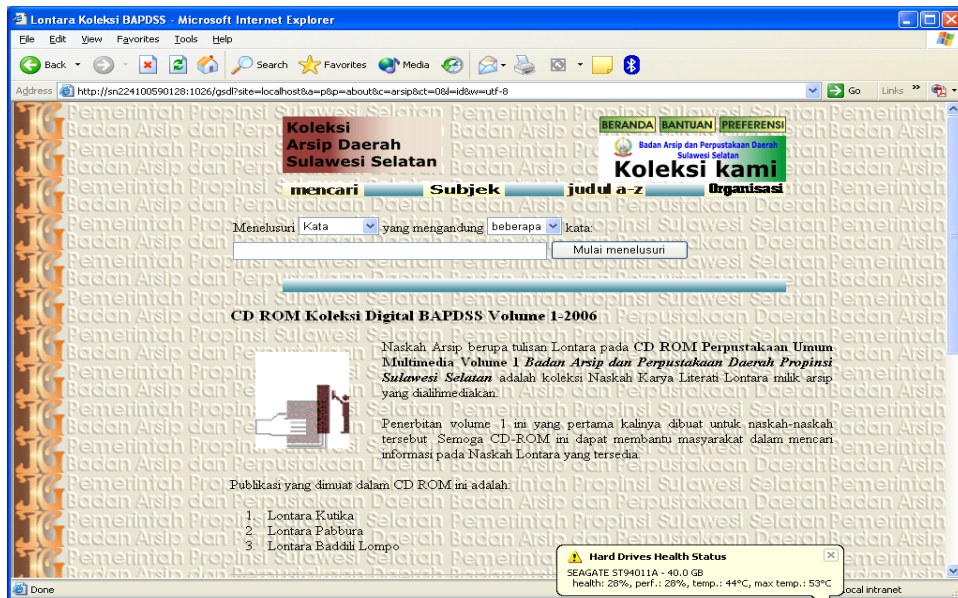 Lontara Koleksi BAPDSS - Microsoft Internet Explorer
File Edit View Favorites Tools Help
Back Search Favorites Media
Address http://sn224100590128:1026/gsdl?site=localhost&a=p&p=about&c=arsip&ct=0&l=id&w=utf-8 Go Links »
Koleksi
Arsip Daerah
Sulawesi Selatan
BERANDA BANTUAN PREFERENSI
Badan Arsip dan Perpustakaan Daerah
Sulawesi Selatan
Koleksi kami
mencari Subjek judul a-z Organisasi
Menelusuri Kata yang mengandung beberapa kata:
Mulai menelusuri
CD ROM Koleksi Digital BAPDSS Volume 1-2006
Naskah Arsip berupa tulisan Lontara pada CD ROM Perpustakaan Umum
Multimedia Volume 1 Badan Arsip dan Perpustakaan Daerah Propinsi
Sulawesi Selatan adalah koleksi Naskah Karya Literati Lontara milik arsip
yang dialihmediakan.
Penerbitan volume 1 ini yang pertama kalinya dibuat untuk naskah-naskah
tersebut. Semoga CD-ROM ini dapat membantu masyarakat dalam mencari
informasi pada Naskah Lontara yang tersedia.
Publikasi yang dimuat dalam CD ROM ini adalah:
1. Lontara Kutika
2. Lontara Pabbura
3. Lontara Baddili Lompo
Hard Drives Health Status
SEAGATE ST94011A - 40.0 GB
health: 28%, perf.: 28%, temp.: 44°C, max temp.: 53°C
Done
ocal intranet